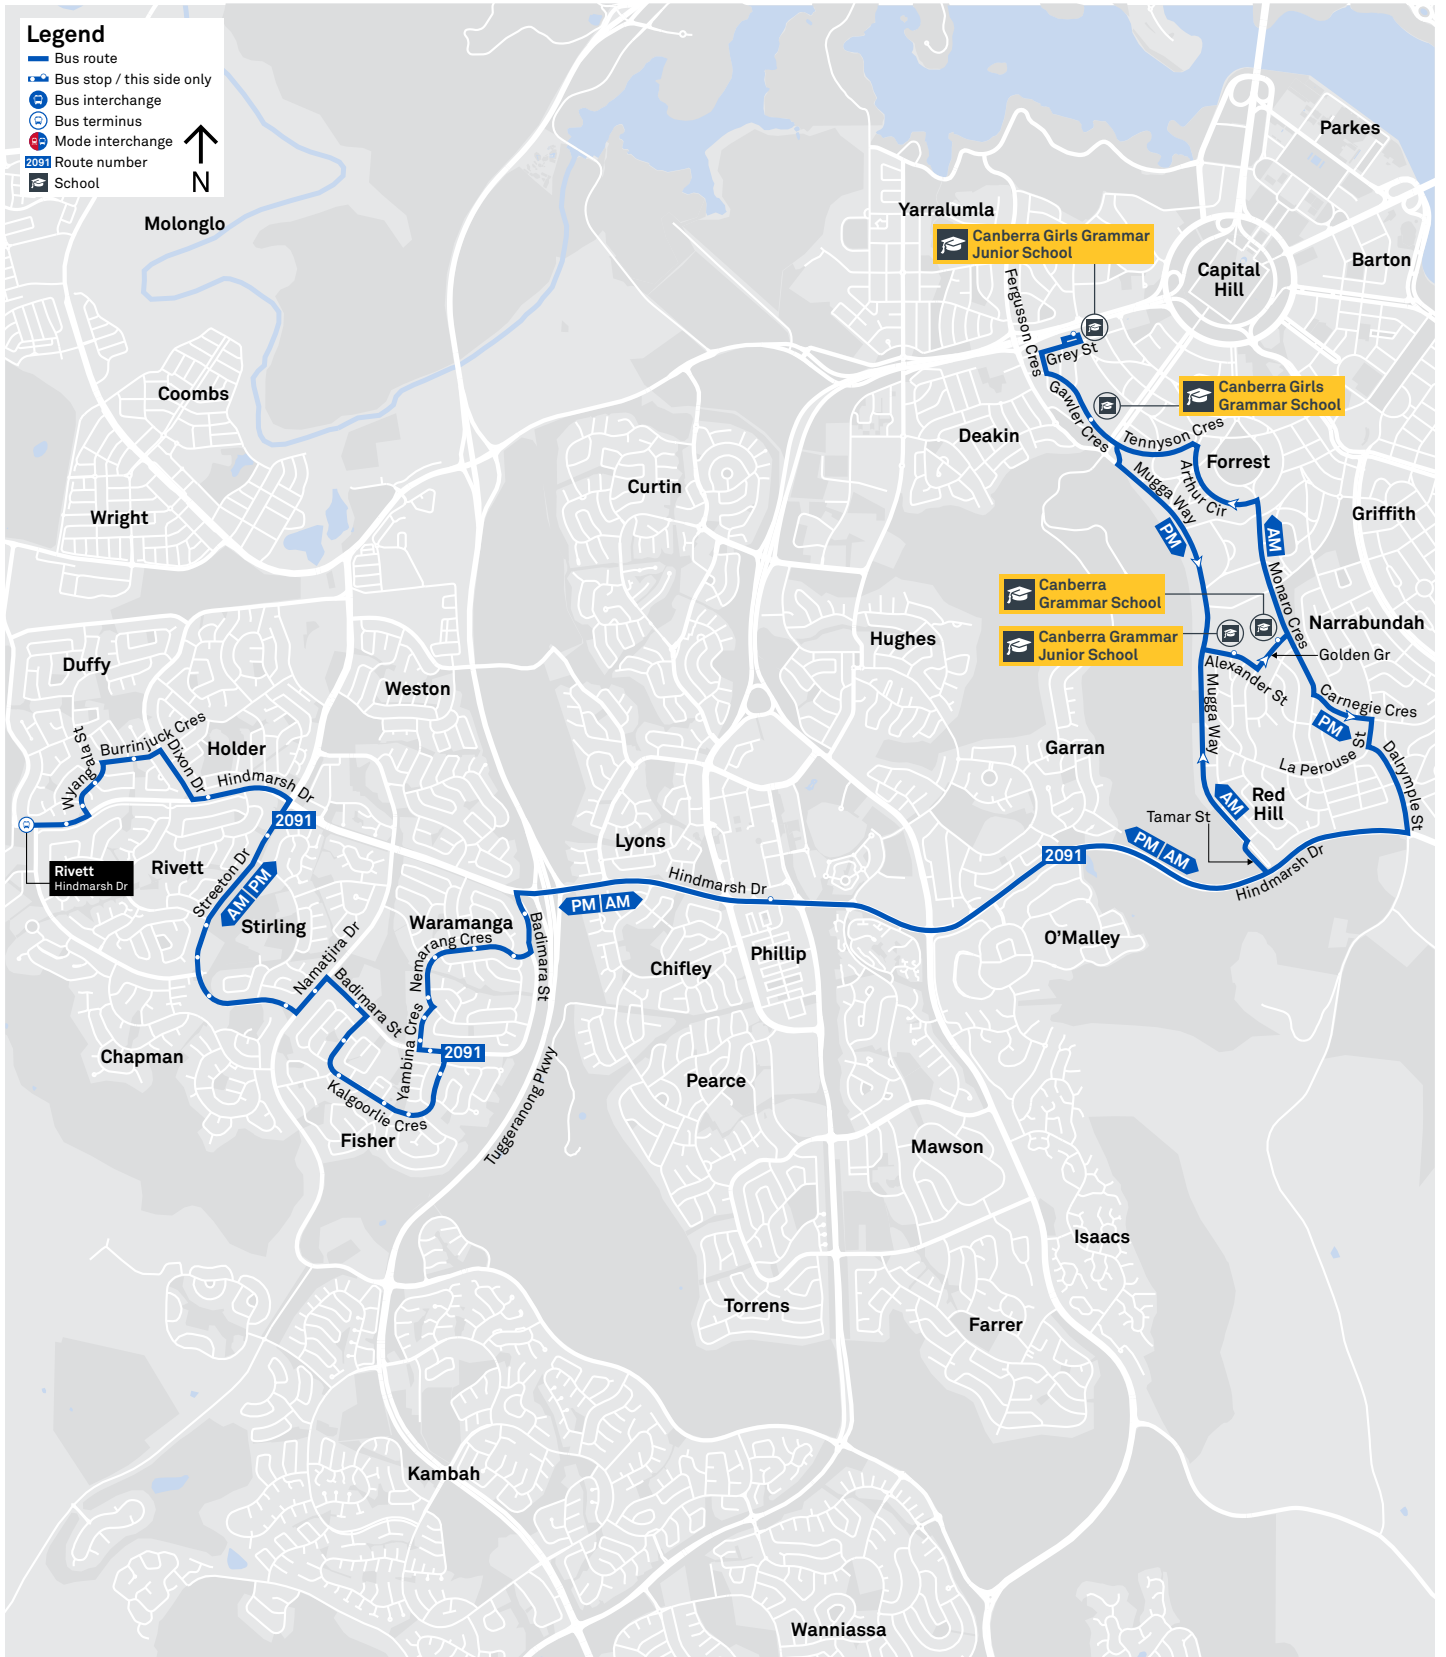 Legend
Bus route
Bus stop / this side only
Bus interchange
Bus terminus
Mode interchange
2091 Route number
School
N
Molonglo
Parkes
Yarralumla
Canberra Girls Grammar
Junior School
Capital
Hill
Barton
Fergusson Cres
Grey St
Coombs
Canberra Girls
Grammar School
Gawler Cres
Deakin
Tennyson Cres
Forrest
Curtin
Mugga Way
Arthur Cir
Wright
Griffith
PM
AM
Monaro Cres
Canberra
Grammar School
Narrabundah
Hughes
Canberra Grammar
Junior School
Golden Gr
Duffy
Alexander St
Weston
Mugga Way
Carnegie Cres
PM
Burrinjuck Cres
Wyangala St
Dixon Dr
Holder
Garran
La Perouse St
Dalrymple St
Hindmarsh Dr
AM
Red
Hill
Tamar St
2091
Lyons
PM AM
2091
Rivett
Rivett
Hindmarsh Dr
Streeton Dr
AM PM
Hindmarsh Dr
Hindmarsh Dr
PM AM
Stirling
Waramanga
Nemarang Cres
Badimara St
O'Malley
Phillip
Chifley
Namatjira Dr
Badimara St
Yambina Cres
2091
Chapman
Tuggeranong Pkwy
Pearce
Kalgoorlie Cres
Fisher
Mawson
Isaacs
Torrens
Farrer
Kambah
Wanniassa